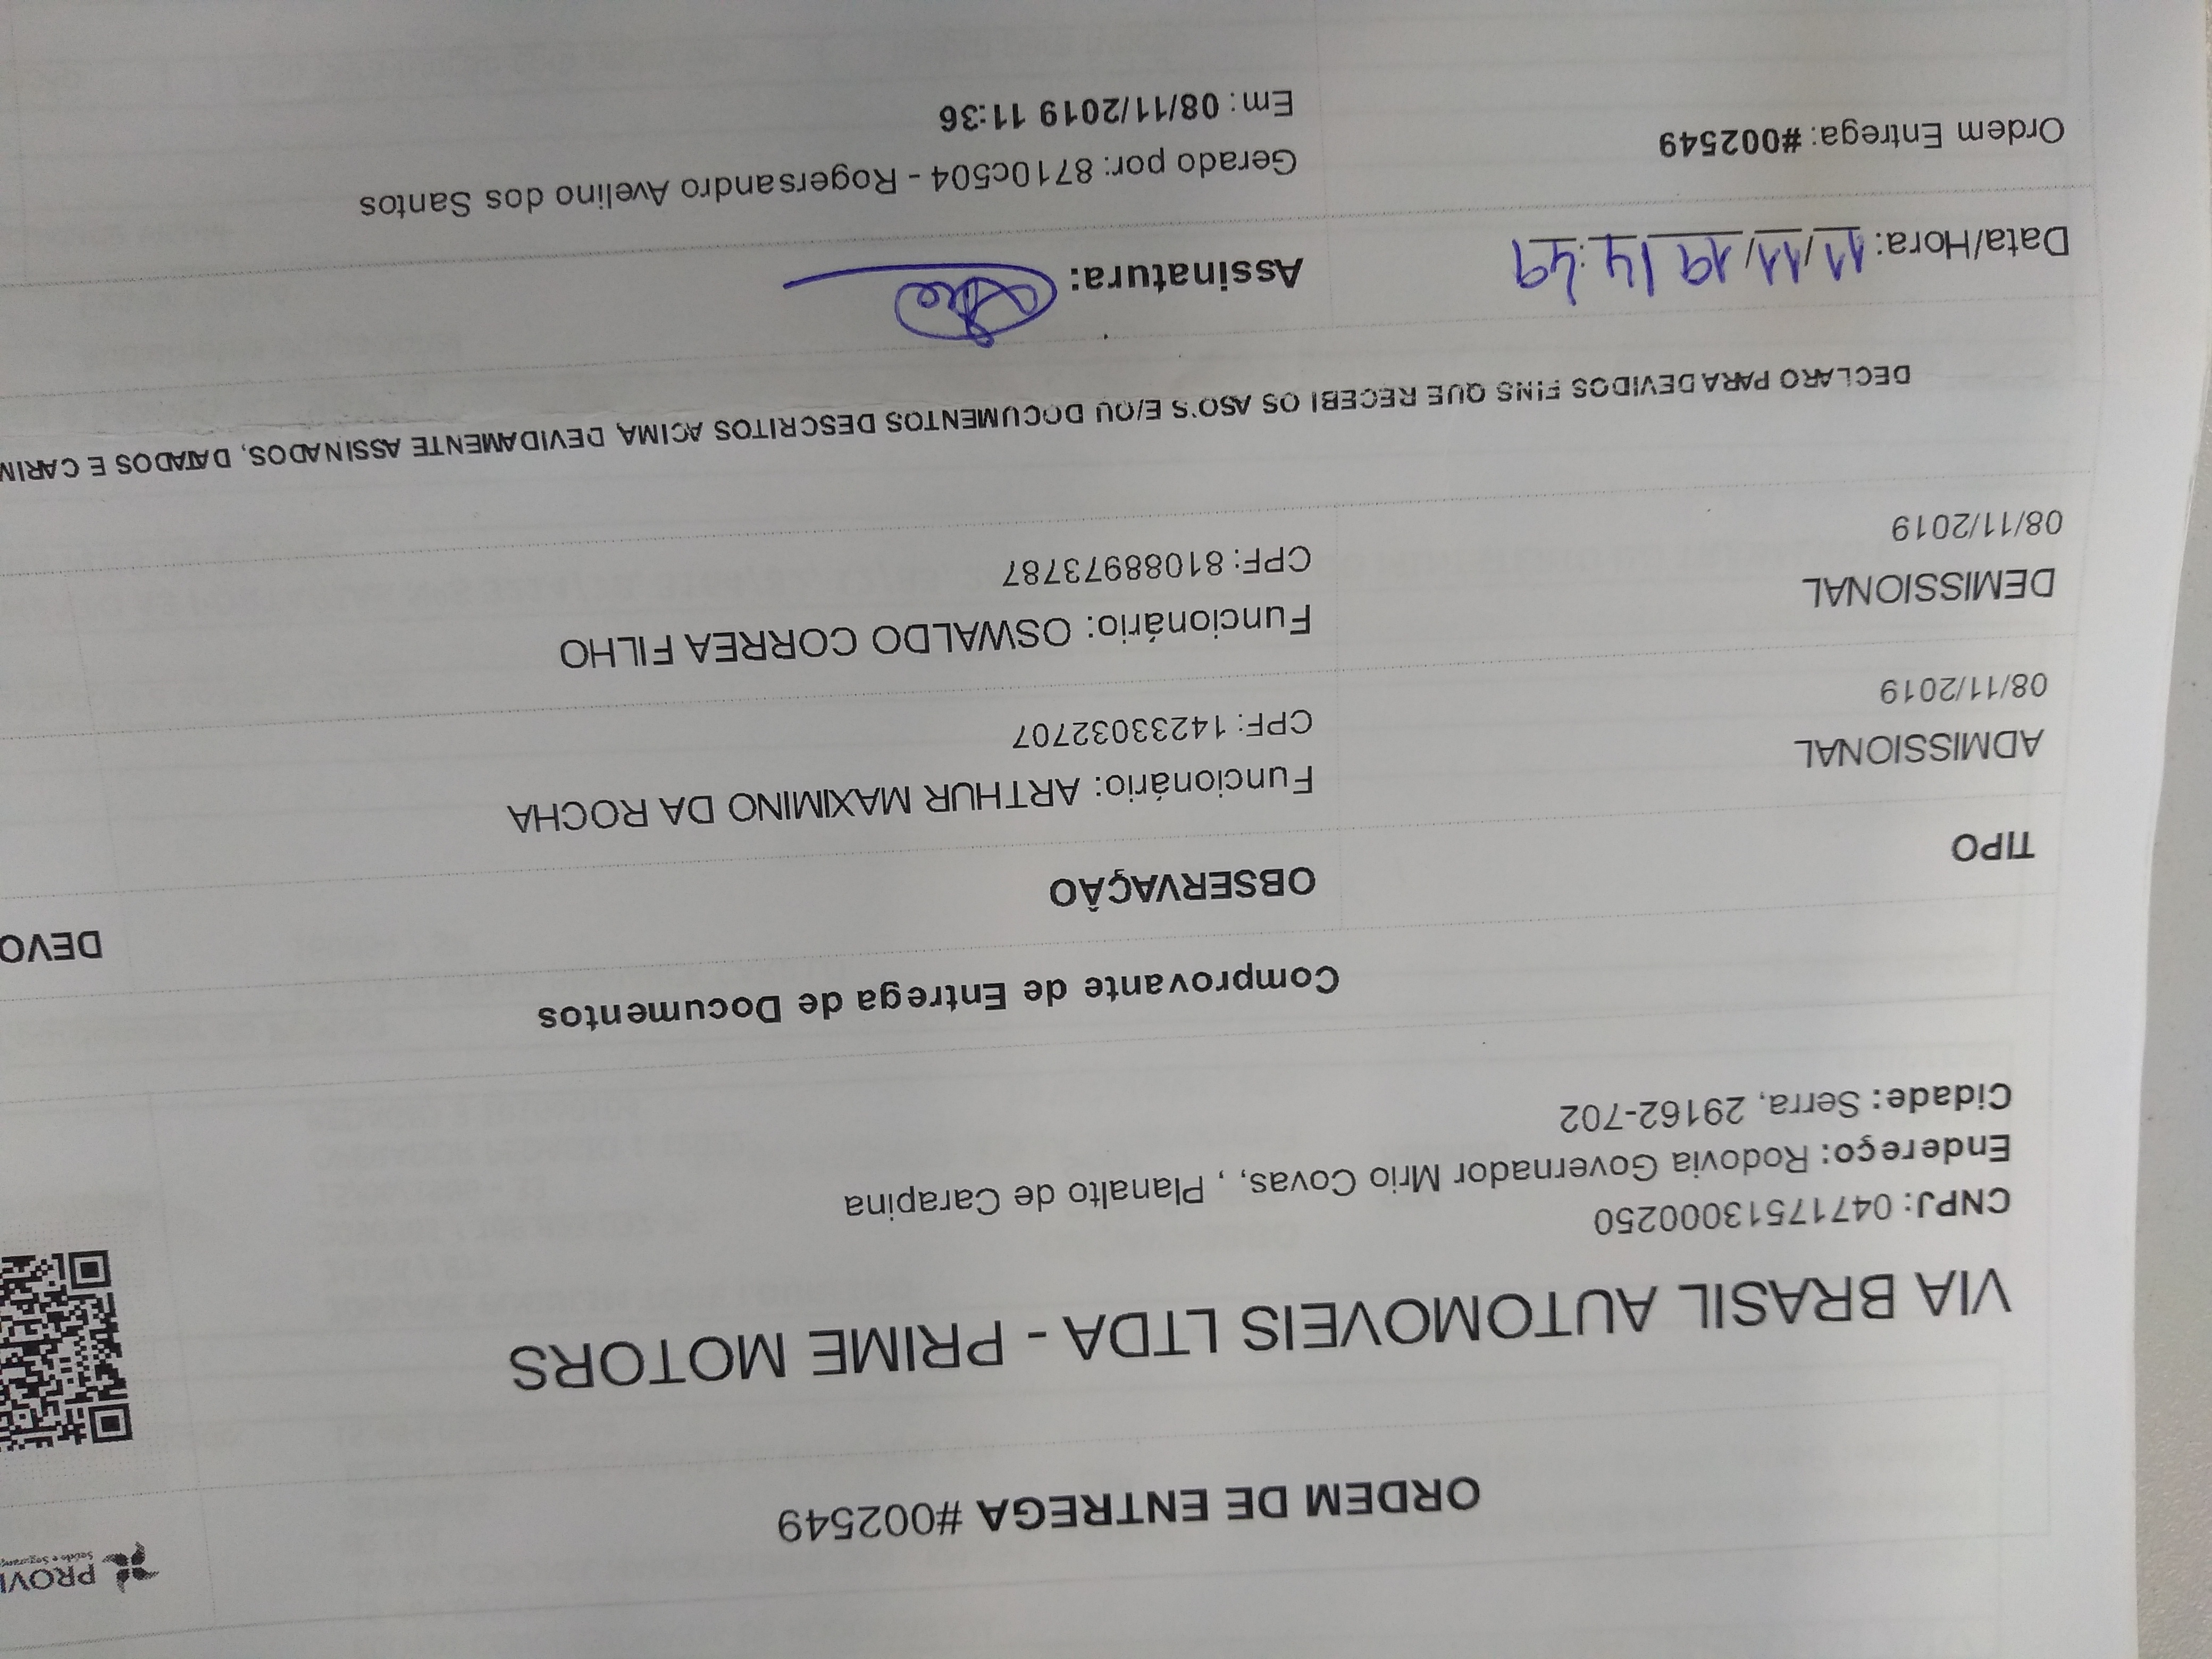 PROVI
ORDEM DE ENTREGA #002549
VIA BRASIL AUTOMOVEIS LTDA - PRIME MOTORS
CNPJ: 04717513000250
Endereço: Rodovia Governador Mrio Covas, , Planalto de Carapina
Cidade: Serra, 29162-702
Comprovante de Entrega de Documentos
TIPO OBSERVAÇÂO DEVO
ADMISSIONAL Funcionário: ARTHUR MAXIMINO DA ROCHA
08/11/2019 CPF: 14233032707
DEMISSIONAL Funcionário: OSWALDO CORREA FILHO
08/11/2019 CPF: 81088973787
DECLARO PARA DEVIDOS FINS QUE RECEBI OS ASO'S E/OU DOCUMENTOS DESCRITOS ACIMA, DEVIDAMENTE ASSINADOS, DATADOS E CARIM
Data/Hora: 11/11/19 14:49 Assinatura:
Ordem Entrega: #002549 Gerado por: 8710c504 - Rogersandro Avelino dos Santos
Em: 08/11/2019 11:36